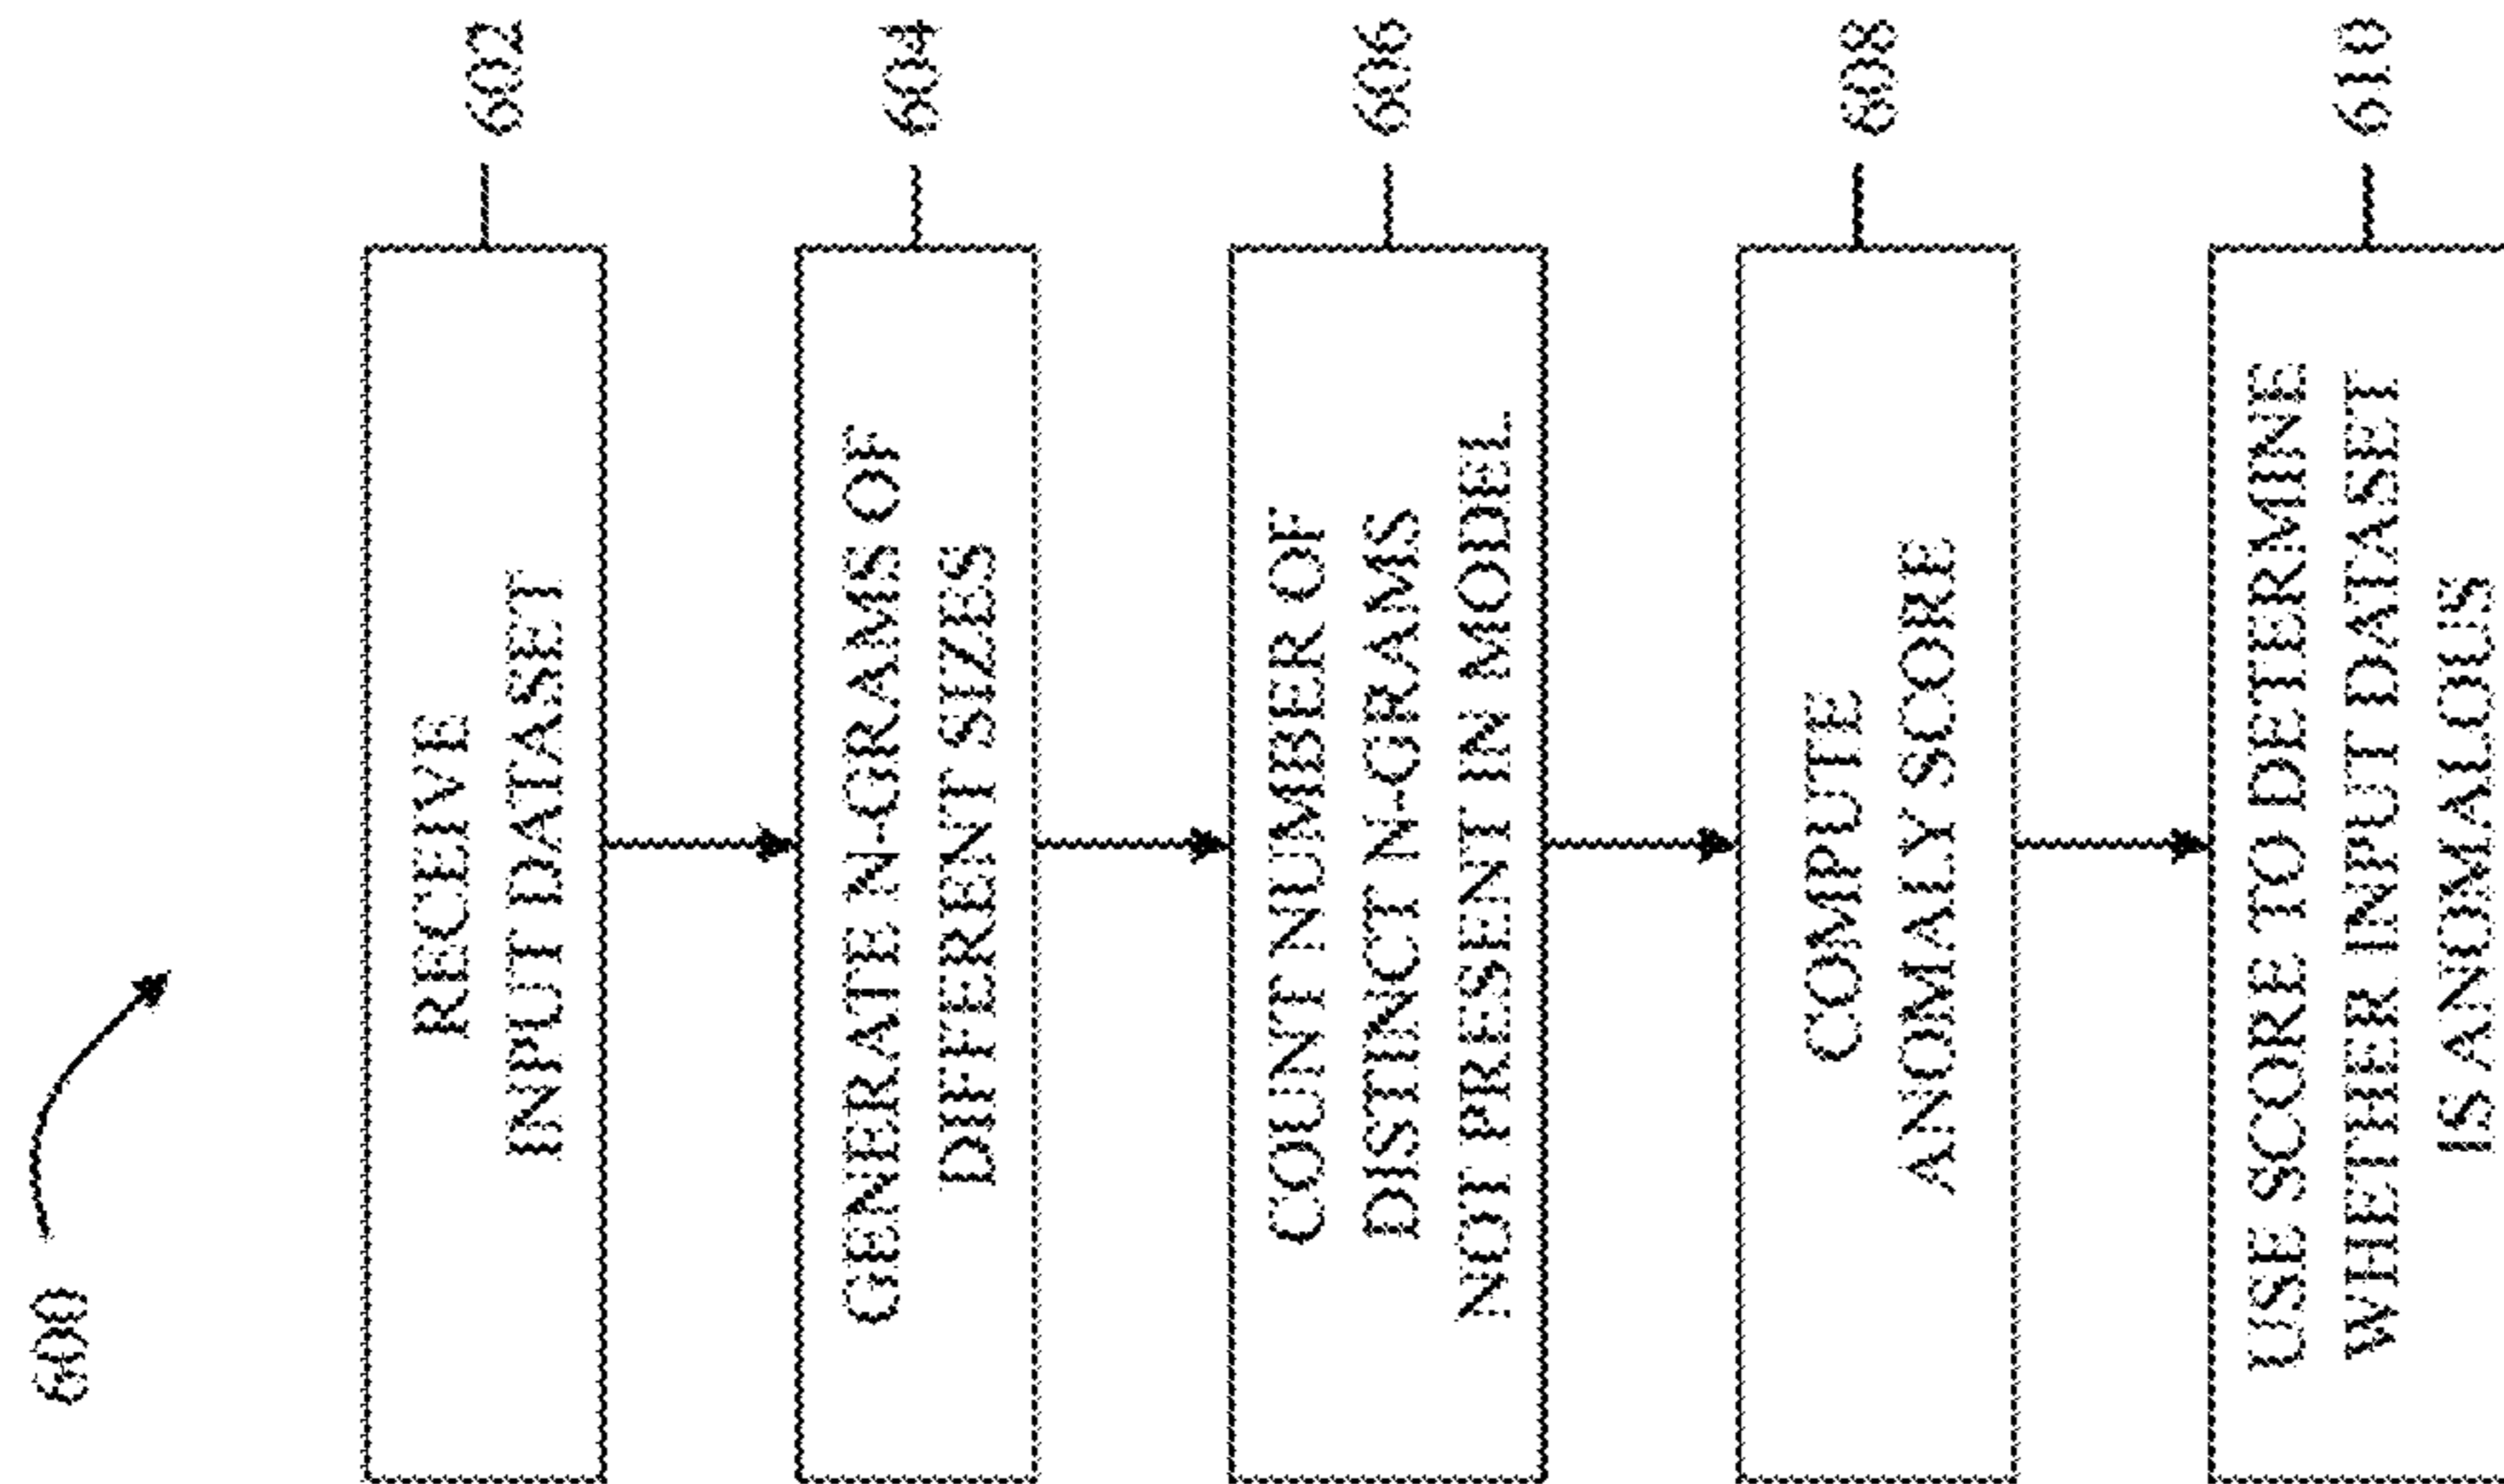 600
RECEIVE
INPUT DATASET
602
GENERATE N-GRAMS OF
DIFFERENT SIZES
604
COUNT NUMBER OF
DISTINCT N-GRAMS
NOT PRESENT IN MODEL
606
COMPUTE
ANOMALY SCORE
608
USE SCORE TO DETERMINE
WHETHER INPUT DATASET
IS ANOMALOUS
610